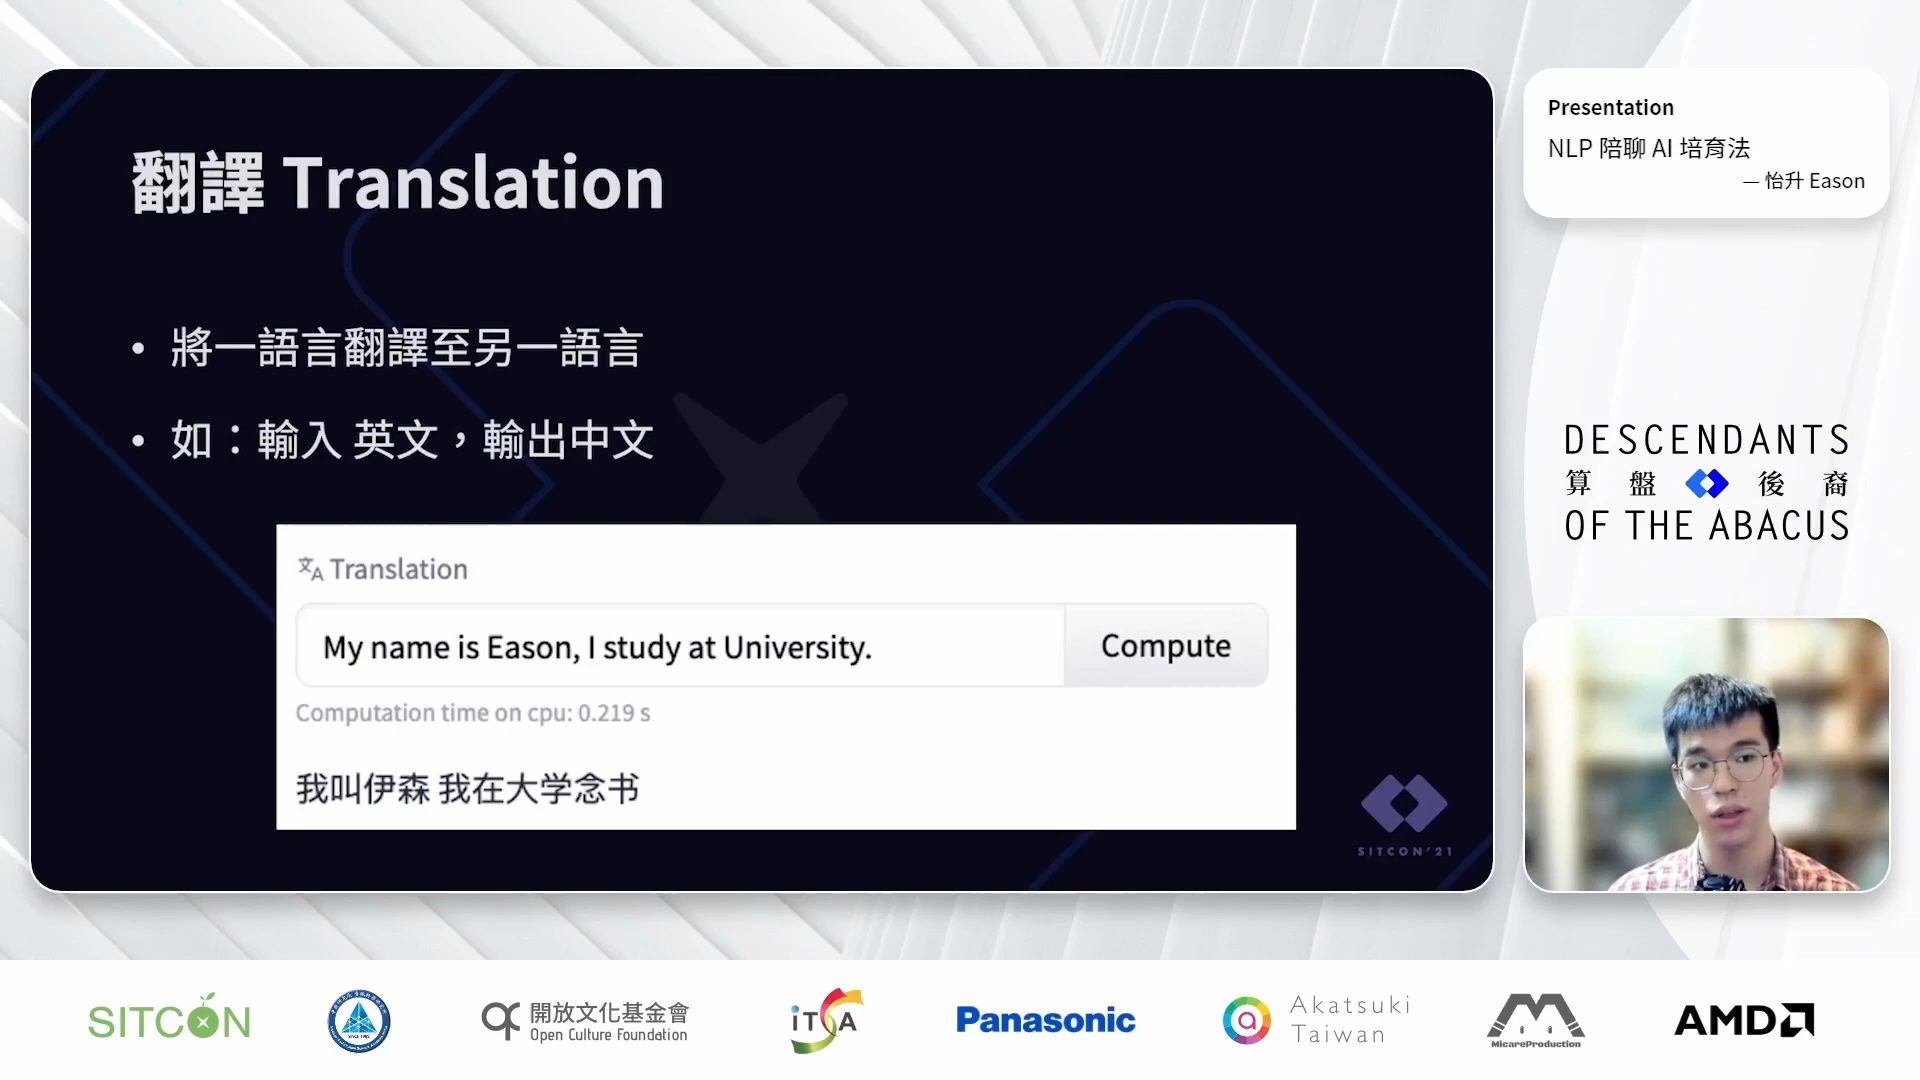 翻譯 Translation
• 將一語言翻譯至另一語言
• 如：輸入 英文，輸出中文
Translation
My name is Eason, I study at University.
Compute
Computation time on cpu: 0.219 s
我叫伊森 我在大学念书
SITCON'21
Presentation
NLP 陪聊 AI 培育法
— 怡升 Eason
DESCENDANTS
算盤後裔
OF THE ABACUS
SITCON
開放文化基金會
Open Culture Foundation
iTSA
Panasonic
Akatsuki
Taiwan
MicareProduction
AMD